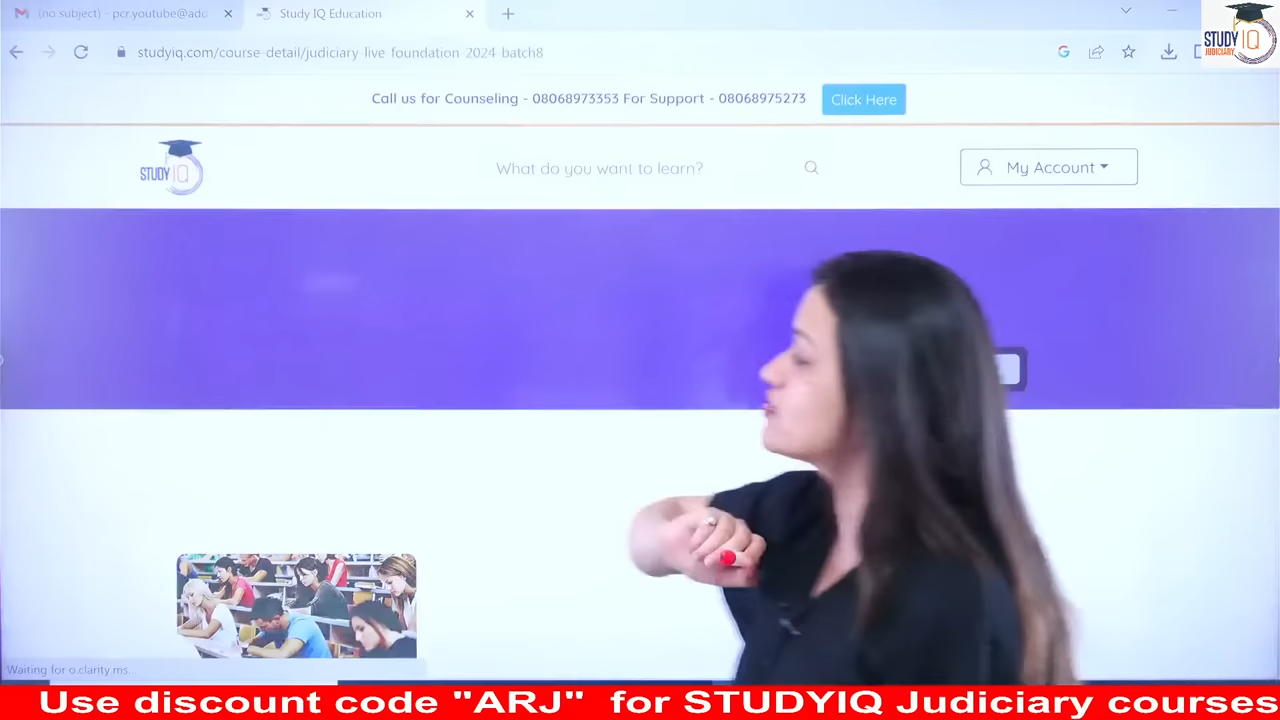 (no subject) - pcr.youtube@add
Study IQ Education
studyiq.com/course-detail/judiciary-live-foundation-2024-batch8
STUDY IQ
JUDICIARY
Call us for Counseling - 08068973353 For Support - 08068975273
Click Here
STUDY IQ
What do you want to learn?
My Account
Waiting for o.clarity.ms...
Use discount code "ARJ" for STUDYIQ Judiciary courses